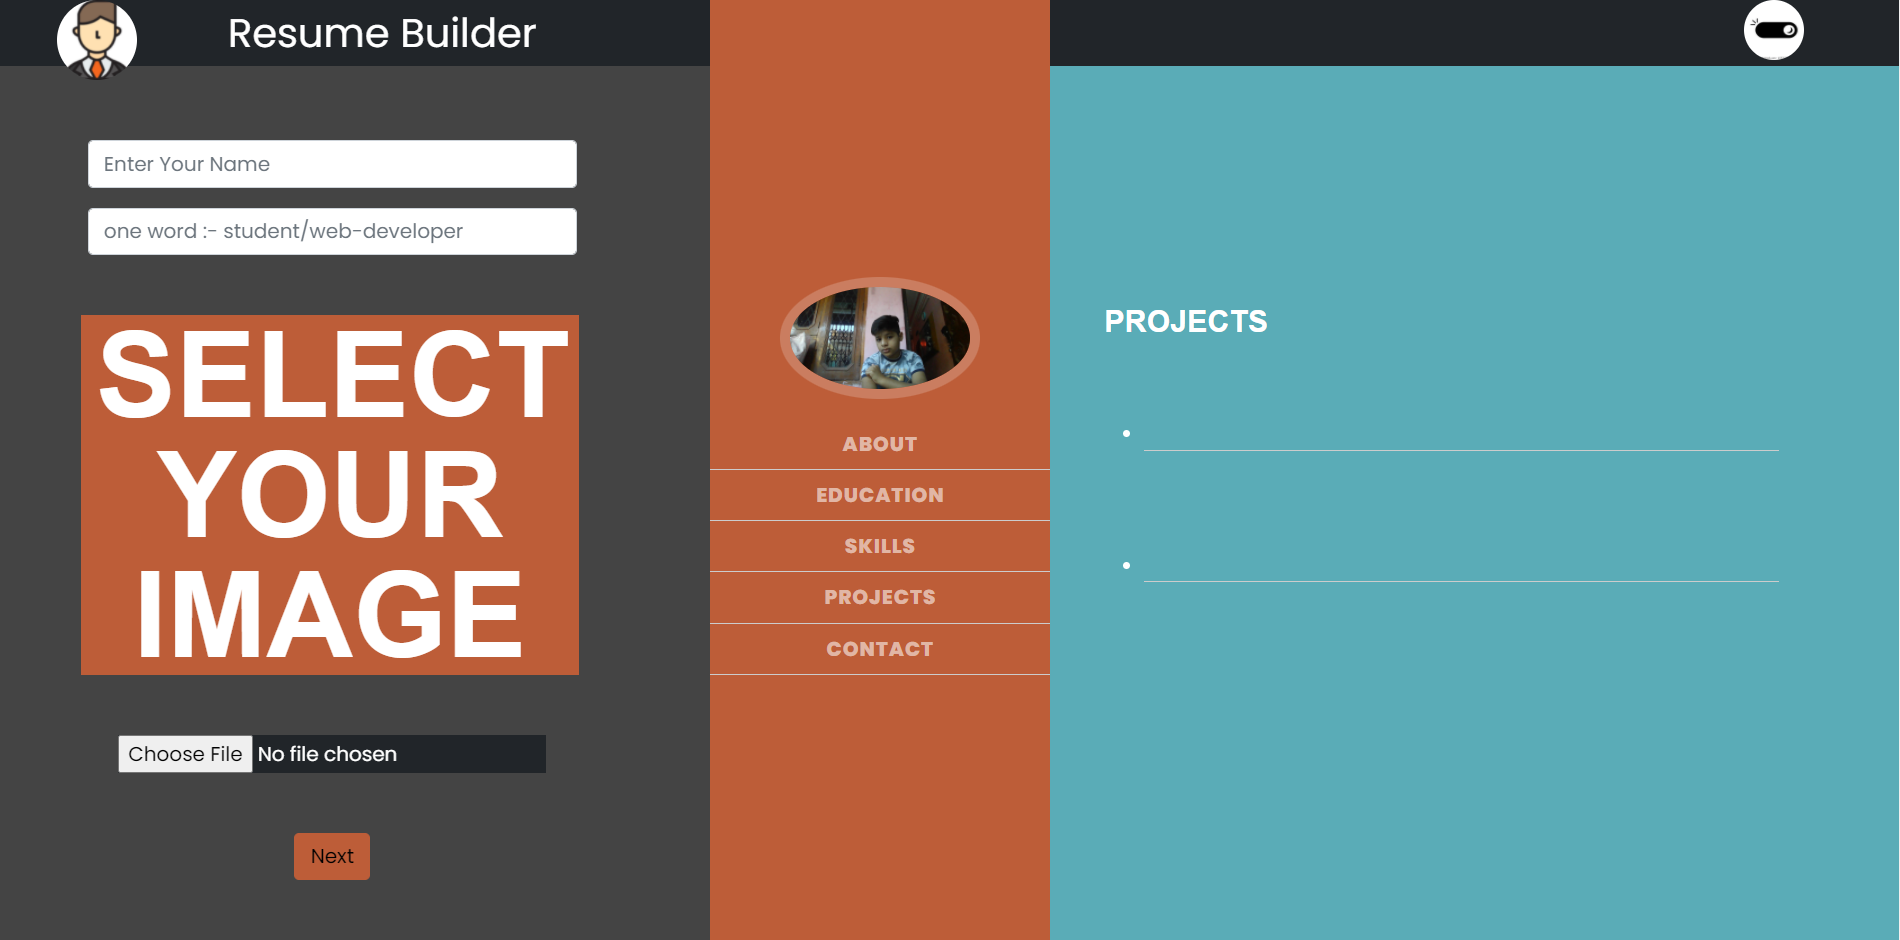 Resume Builder
Enter Your Name
one word :- student/web-developer
SELECT
YOUR
IMAGE
Choose File No file chosen
Next
ABOUT
EDUCATION
SKILLS
PROJECTS
CONTACT
PROJECTS